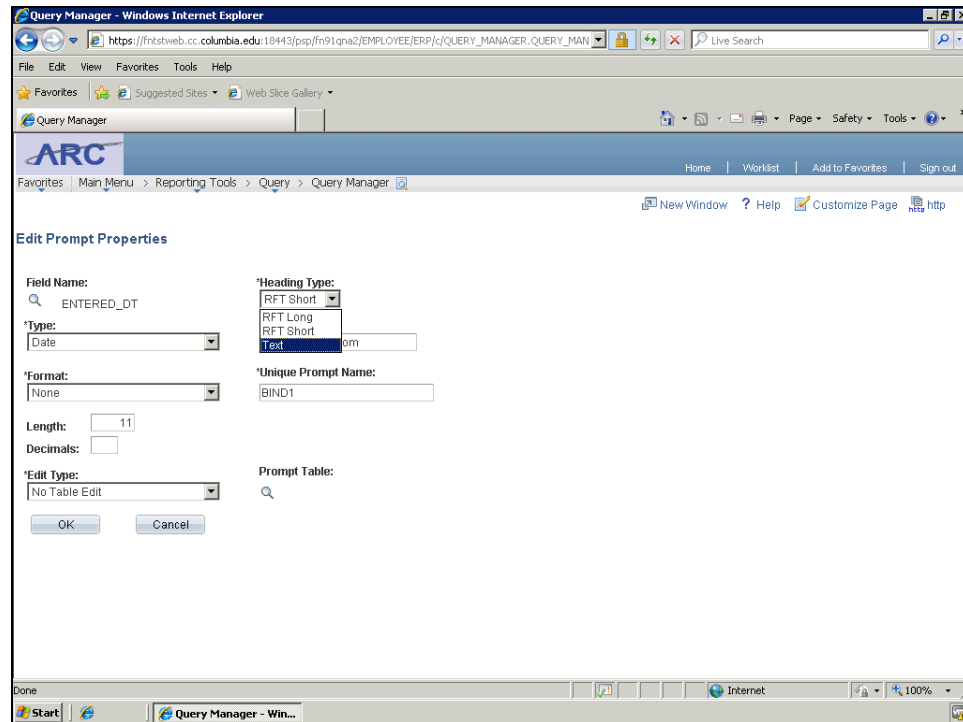 Query Manager - Windows Internet Explorer
https://fntstweb.cc.columbia.edu:18443/psp/fn91qna2/EMPLOYEE/ERP/c/QUERY_MANAGER.QUERY_MAN
Live Search
File Edit View Favorites Tools Help
Favorites Suggested Sites Web Slice Gallery
Query Manager
Page Safety Tools
ARC
Home | Worklist | Add to Favorites | Sign out
Favorites Main Menu > Reporting Tools > Query > Query Manager
New Window ? Help Customize Page http
Edit Prompt Properties
Field Name:
ENTERED_DT
*Heading Type:
RFT Short
RFT Long
RFT Short
Text
om
*Type:
Date
*Format:
None
*Unique Prompt Name:
BIND1
Length: 11
Decimals:
*Edit Type:
No Table Edit
Prompt Table:
OK Cancel
Done
Internet
100%
Start
Query Manager - Win...